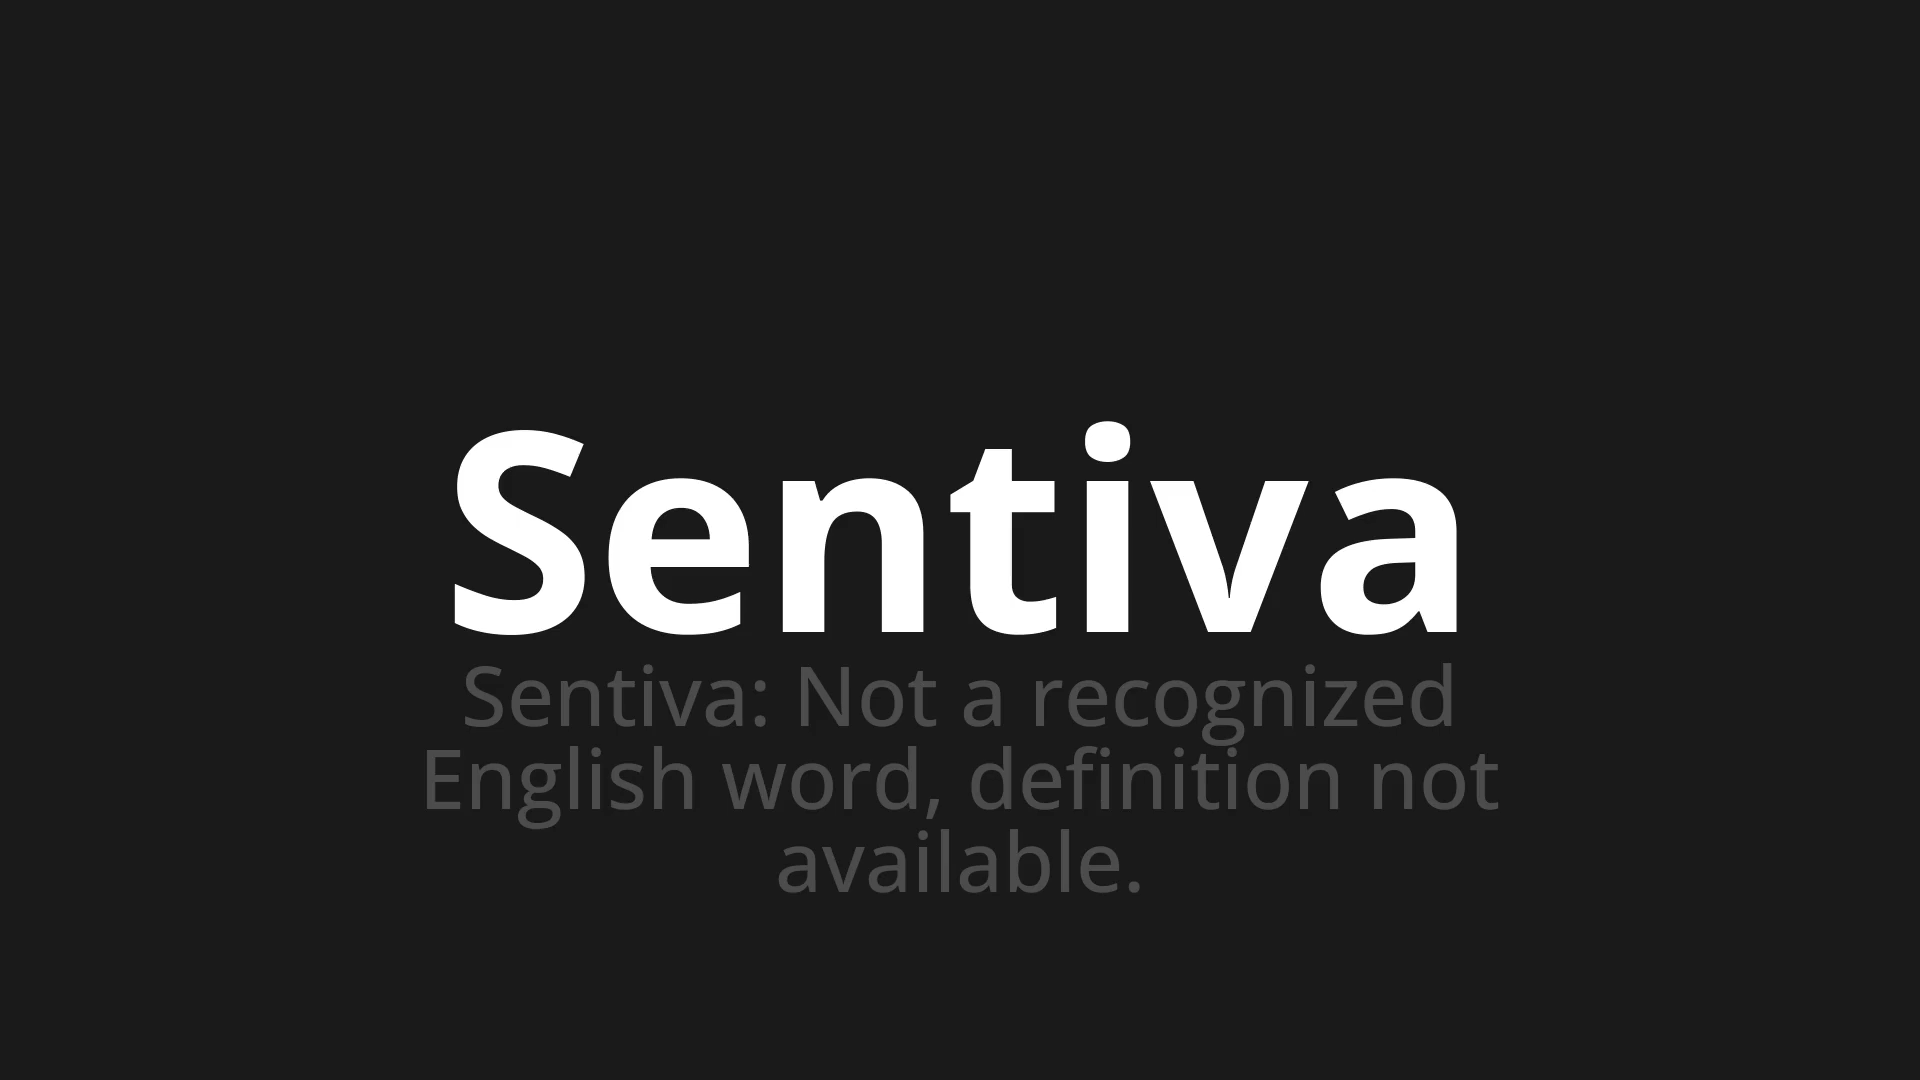 Sentiva
Sentiva: Not a recognized
English word, definition not
available.